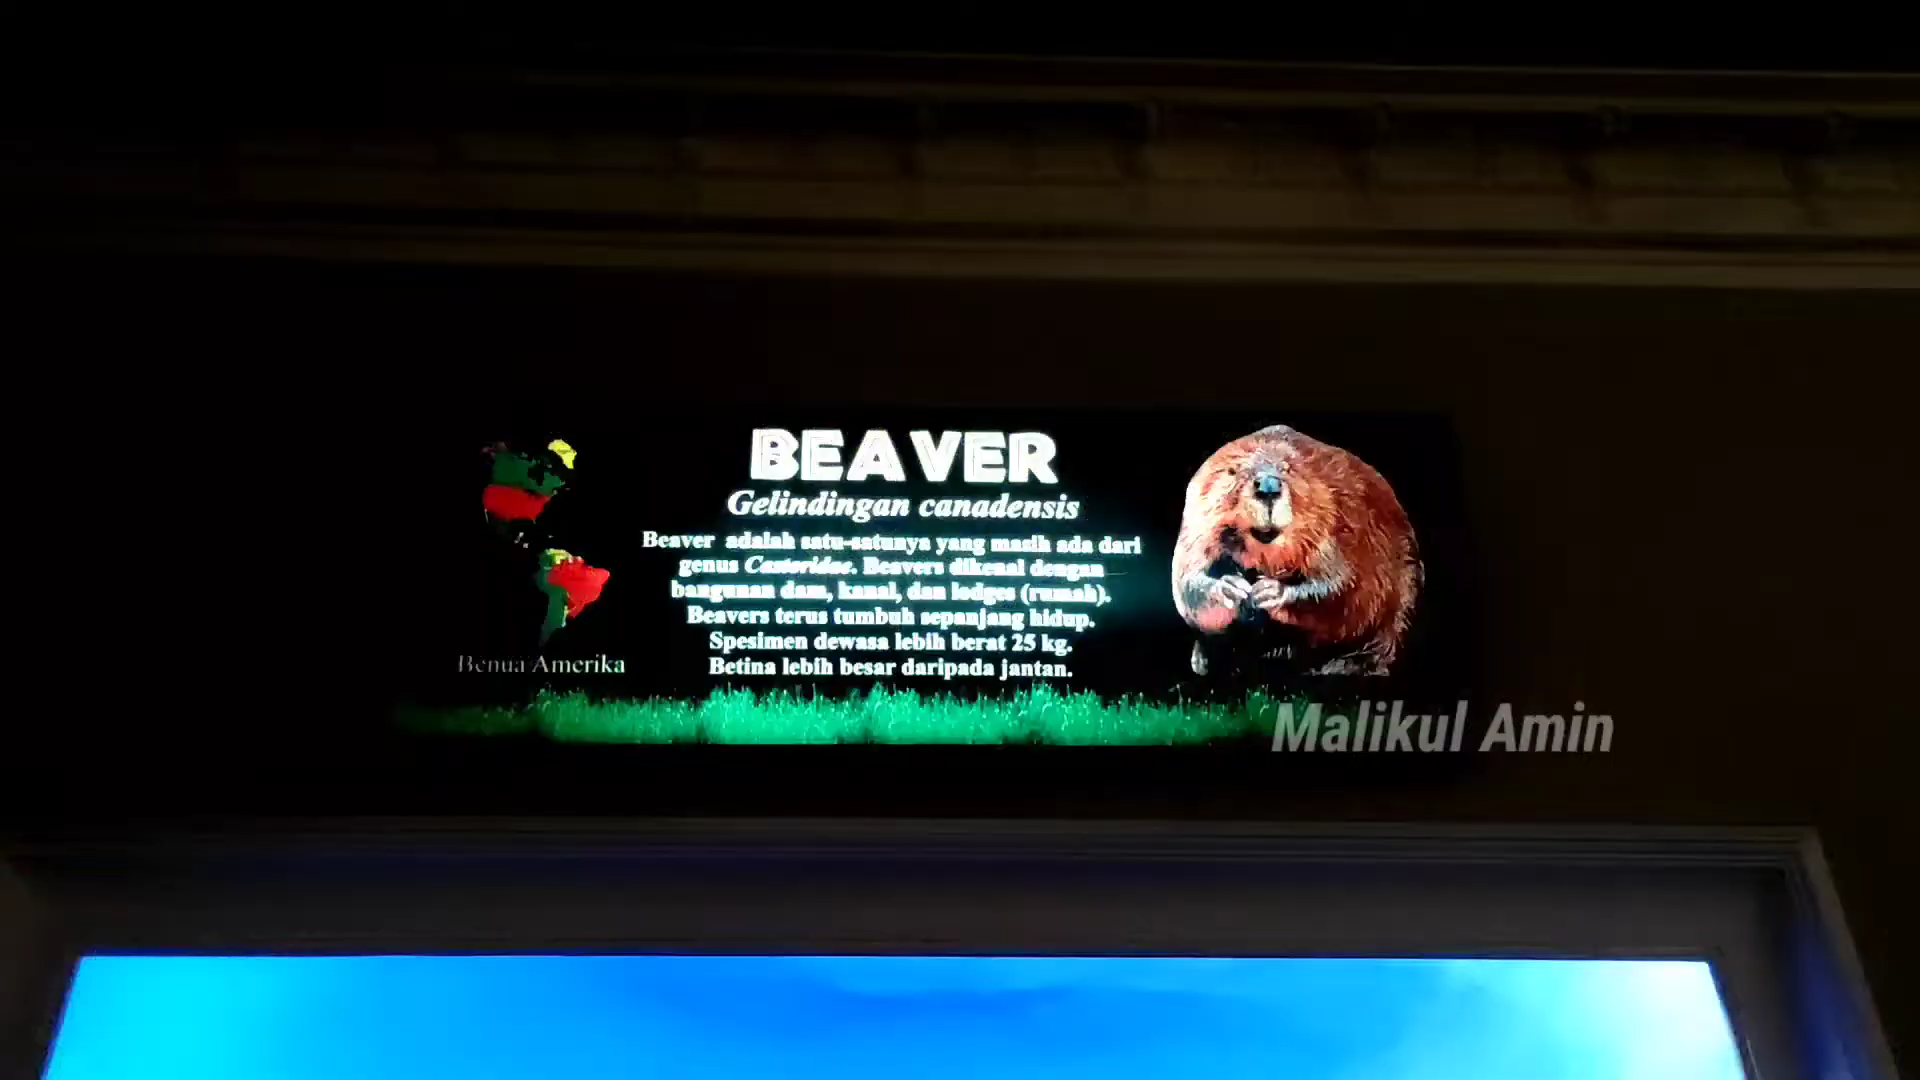 BEAVER
Gelindingan canadensis
Beaver adalah satu-satunya yang masih ada dari
genus Castoridae. Beavers dikenal dengan
bangunan dam, kanal, dan lodges (rumah).
Beavers terus tumbuh sepanjang hidup.
Spesimen dewasa lebih berat 25 kg.
Betina lebih besar daripada jantan.
Benua Amerika
Malikul Amin